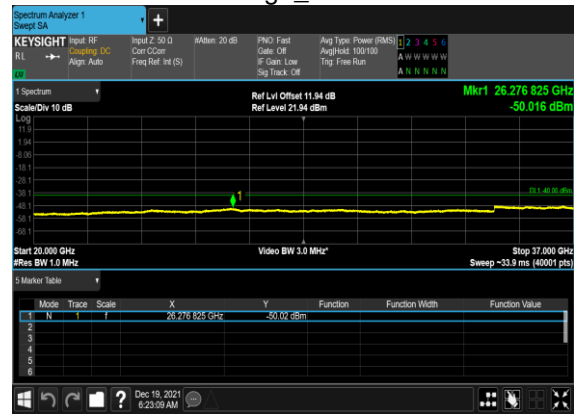 Spectrum Analyzer 1
Swept SA
KEYSIGHT Input: RF Input Z: 50 Ω #Atten: 20 dB PNO: Fast Avg Type: Power (RMS) 1 2 3 4 5 6
RL Coupling: DC Corr CCorr Gate: Off Avg|Hold: 100/100 A W W W W W
Align: Auto Freq Ref: Int (S) IF Gain: Low Trig: Free Run
Sig Track: Off A N N N N N
1 Spectrum Ref Lvl Offset 11.94 dB Mkr1 26.276 825 GHz
Scale/Div 10 dB Ref Level 21.94 dBm -50.016 dBm
Log
11.9
1.94
-8.06
-18.1
-28.1
-38.1 1 DL1 -40.00 dBm
-48.1
-58.1
-68.1
Start 20.000 GHz Video BW 3.0 MHz* Stop 37.000 GHz
#Res BW 1.0 MHz Sweep ~33.9 ms (40001 pts)
5 Marker Table
Mode Trace Scale X Y Function Function Width Function Value
1 N 1 f 26.276 825 GHz -50.02 dBm
2
3
4
5
6
Dec 19, 2021
6:23:09 AM